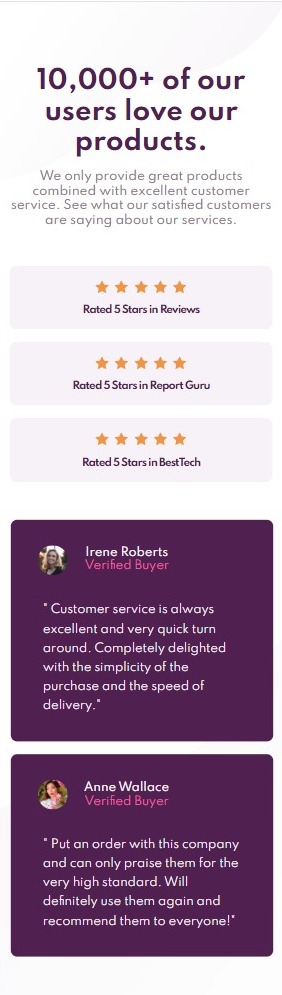 10,000+ of our
users love our
products.
We only provide great products
combined with excellent customer
service. See what our satisfied customers
are saying about our services.
Rated 5 Stars in Reviews
Rated 5 Stars in Report Guru
Rated 5 Stars in BestTech
Irene Roberts
Verified Buyer
" Customer service is always
excellent and very quick turn
around. Completely delighted
with the simplicity of the
purchase and the speed of
delivery."
Anne Wallace
Verified Buyer
" Put an order with this company
and can only praise them for the
very high standard. Will
definitely use them again and
recommend them to everyone!"